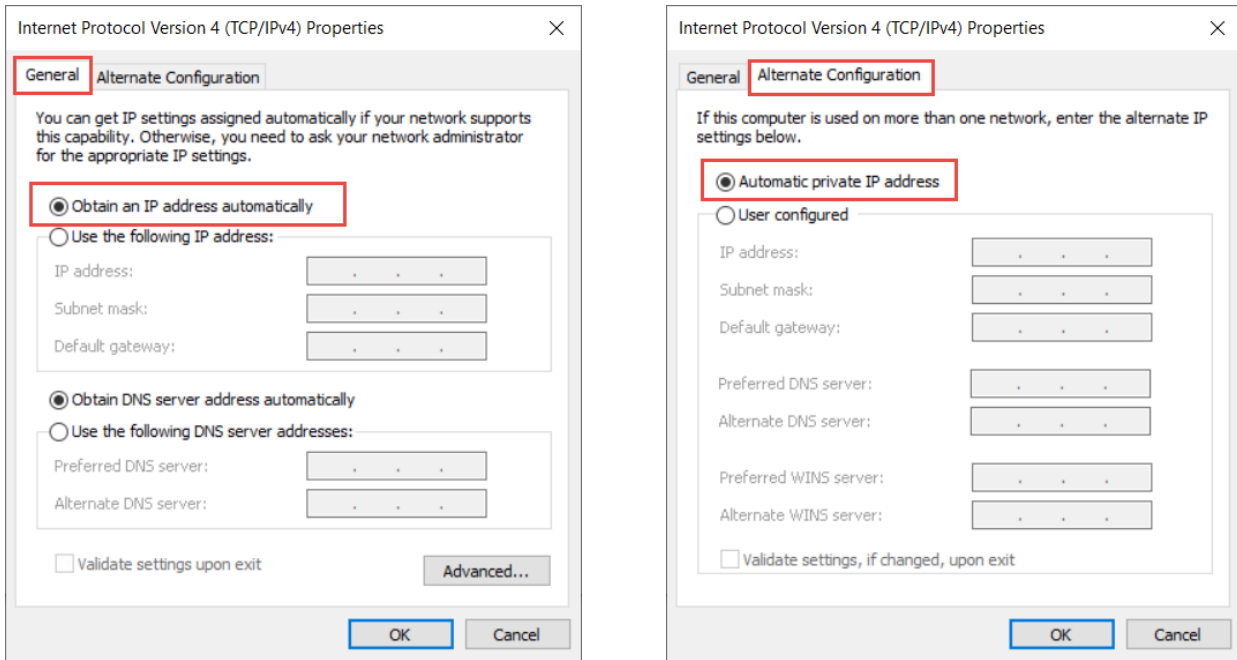 Internet Protocol Version 4 (TCP/IPv4) Properties
General
Alternate Configuration
You can get IP settings assigned automatically if your network supports
this capability. Otherwise, you need to ask your network administrator
for the appropriate IP settings.
Obtain an IP address automatically
Use the following IP address:
IP address:
Subnet mask:
Default gateway:
Obtain DNS server address automatically
Use the following DNS server addresses:
Preferred DNS server:
Alternate DNS server:
Validate settings upon exit
Advanced...
OK
Cancel
Internet Protocol Version 4 (TCP/IPv4) Properties
General
Alternate Configuration
If this computer is used on more than one network, enter the alternate IP
settings below.
Automatic private IP address
User configured
IP address:
Subnet mask:
Default gateway:
Preferred DNS server:
Alternate DNS server:
Preferred WINS server:
Alternate WINS server:
Validate settings, if changed, upon exit
OK
Cancel